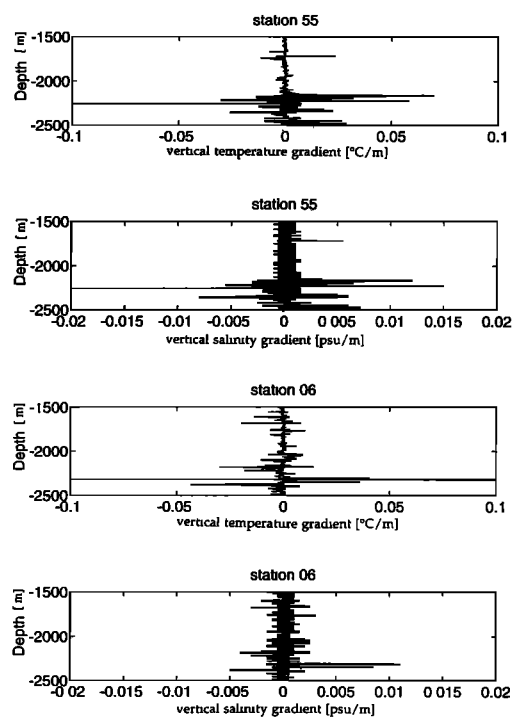 station 55
Depth [ m]
-1500
-2000
-2500
-0.1 -0.05 0 0.05 0.1
vertical temperature gradient [°C/m]
station 55
Depth [ m]
-1500
-2000
-2500
-0.02 -0.015 -0.01 -0.005 0 0.005 0.01 0.015 0.02
vertical salinity gradient [psu/m]
station 06
Depth [ m]
-1500
-2000
-2500
-0.1 -0.05 0 0.05 0.1
vertical temperature gradient [°C/m]
station 06
Depth [ m]
-1500
-2000
-2500
-0 02 -0.015 -0.01 -0.005 0 0.005 0.01 0 015 0 02
vertical salinity gradient [psu/m]